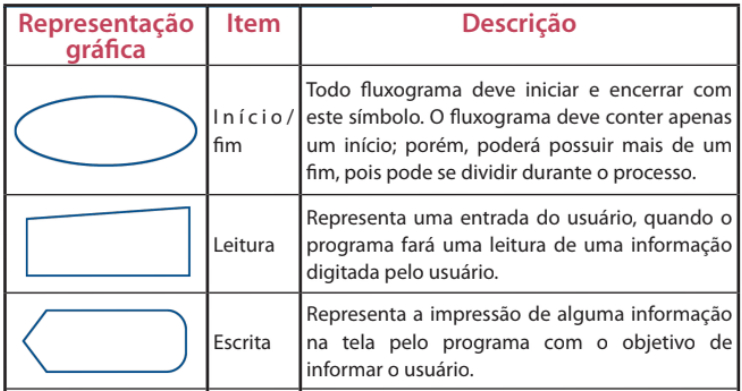 Representação gráfica
Item
Descrição
Início/
fim
Todo fluxograma deve iniciar e encerrar com
este símbolo. O fluxograma deve conter apenas
um início; porém, poderá possuir mais de um
fim, pois pode se dividir durante o processo.
Leitura
Representa uma entrada do usuário, quando o
programa fará uma leitura de uma informação
digitada pelo usuário.
Escrita
Representa a impressão de alguma informação
na tela pelo programa com o objetivo de
informar o usuário.